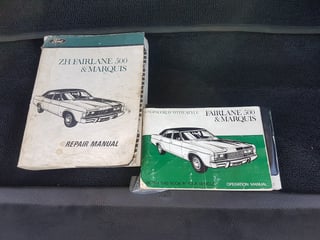 ZH FAIRLANE 500
& MARQUIS
REPAIR MANUAL
FAIRLANE 500
& MARQUIS
OPERATION MANUAL